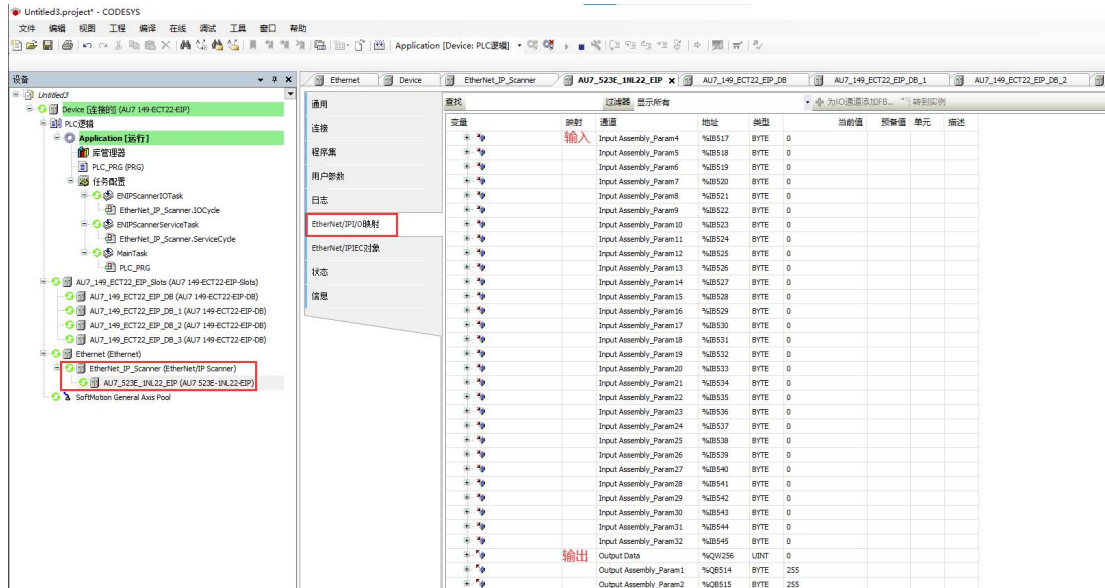 Untitled3.project* - CODESYS
文件 编辑 视图 工程 编译 在线 调试 工具 窗口 帮助
Application [Device: PLC逻辑]
设备
Ethernet Device EtherNet_IP_Scanner AU7_523E_1NL22_EIP AU7_149_ECT22_EIP_DB AU7_149_ECT22_EIP_DB_1 AU7_149_ECT22_EIP_DB_2
Untitled3
Device [连接的] (AU7 149-ECT22-EIP)
PLC逻辑
Application [运行]
库管理器
PLC_PRG (PRG)
任务配置
ENIPScannerIOTask
EtherNet_IP_Scanner.IOCycle
ENIPScannerServiceTask
EtherNet_IP_Scanner.ServiceCycle
MainTask
PLC_PRG
AU7_149_ECT22_EIP_Slots (AU7 149-ECT22-EIP-Slots)
AU7_149_ECT22_EIP_DB (AU7 149-ECT22-EIP-DB)
AU7_149_ECT22_EIP_DB_1 (AU7 149-ECT22-EIP-DB)
AU7_149_ECT22_EIP_DB_2 (AU7 149-ECT22-EIP-DB)
AU7_149_ECT22_EIP_DB_3 (AU7 149-ECT22-EIP-DB)
Ethernet (Ethernet)
EtherNet_IP_Scanner (EtherNet/IP Scanner)
AU7_523E_1NL22_EIP (AU7 523E-1NL22-EIP)
SoftMotion General Axis Pool
通用
连接
程序集
用户参数
日志
EtherNet/IPI/O映射
EtherNet/IPIEC对象
状态
信息
查找 过滤器 显示所有 为IO通道添加FB... 转到实例
变量 映射 通道 地址 类型 当前值 预备值 单元 描述
输入 Input Assembly_Param4 %IB517 BYTE 0
Input Assembly_Param5 %IB518 BYTE 0
Input Assembly_Param6 %IB519 BYTE 0
Input Assembly_Param7 %IB520 BYTE 0
Input Assembly_Param8 %IB521 BYTE 0
Input Assembly_Param9 %IB522 BYTE 0
Input Assembly_Param10 %IB523 BYTE 0
Input Assembly_Param11 %IB524 BYTE 0
Input Assembly_Param12 %IB525 BYTE 0
Input Assembly_Param13 %IB526 BYTE 0
Input Assembly_Param14 %IB527 BYTE 0
Input Assembly_Param15 %IB528 BYTE 0
Input Assembly_Param16 %IB529 BYTE 0
Input Assembly_Param17 %IB530 BYTE 0
Input Assembly_Param18 %IB531 BYTE 0
Input Assembly_Param19 %IB532 BYTE 0
Input Assembly_Param20 %IB533 BYTE 0
Input Assembly_Param21 %IB534 BYTE 0
Input Assembly_Param22 %IB535 BYTE 0
Input Assembly_Param23 %IB536 BYTE 0
Input Assembly_Param24 %IB537 BYTE 0
Input Assembly_Param25 %IB538 BYTE 0
Input Assembly_Param26 %IB539 BYTE 0
Input Assembly_Param27 %IB540 BYTE 0
Input Assembly_Param28 %IB541 BYTE 0
Input Assembly_Param29 %IB542 BYTE 0
Input Assembly_Param30 %IB543 BYTE 0
Input Assembly_Param31 %IB544 BYTE 0
Input Assembly_Param32 %IB545 BYTE 0
输出 Output Data %QW256 UINT 0
Output Assembly_Param1 %QB514 BYTE 255
Output Assembly_Param2 %QB515 BYTE 255